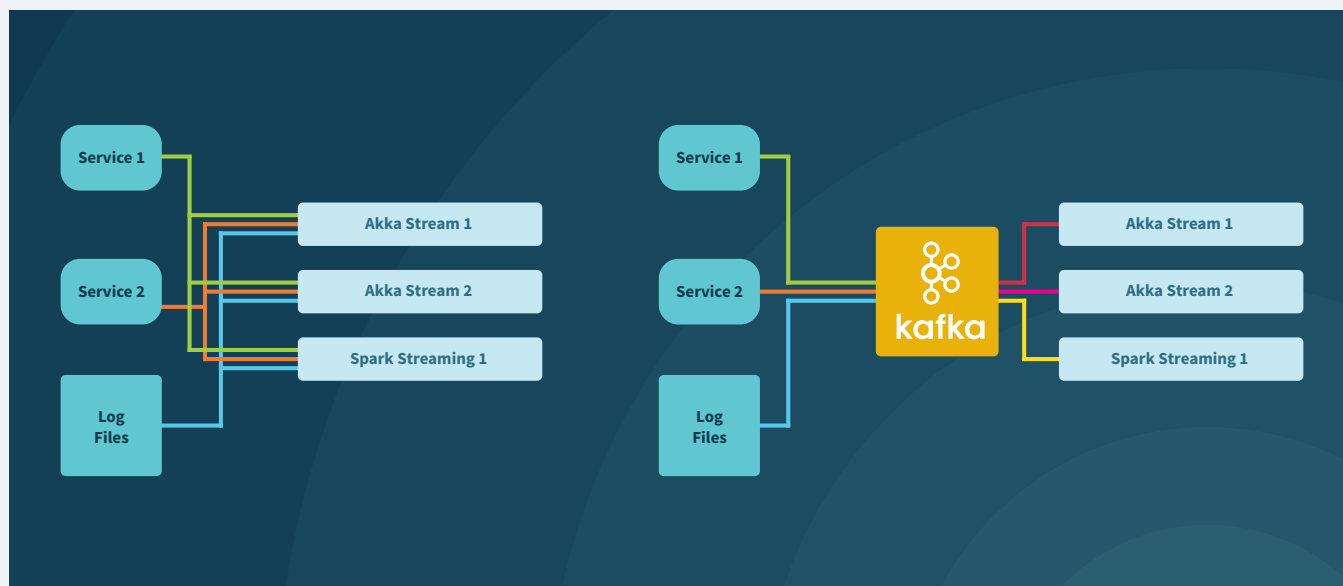 Service 1
Akka Stream 1
Service 2
Akka Stream 2
Spark Streaming 1
Log
Files
Service 1
Akka Stream 1
Service 2
kafka
Akka Stream 2
Spark Streaming 1
Log
Files